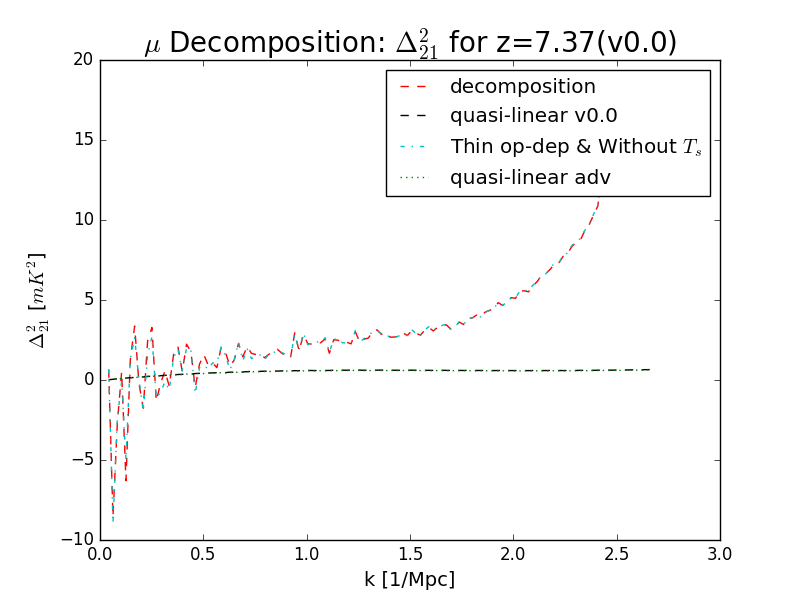 μ Decomposition: Δ²₂₁ for z=7.37(v0.0)
20
15
10
5
0
−5
−10
Δ²₂₁ [mK²]
decomposition
quasi-linear v0.0
Thin op-dep & Without Tₛ
quasi-linear adv
0.0 0.5 1.0 1.5 2.0 2.5 3.0
k [1/Mpc]